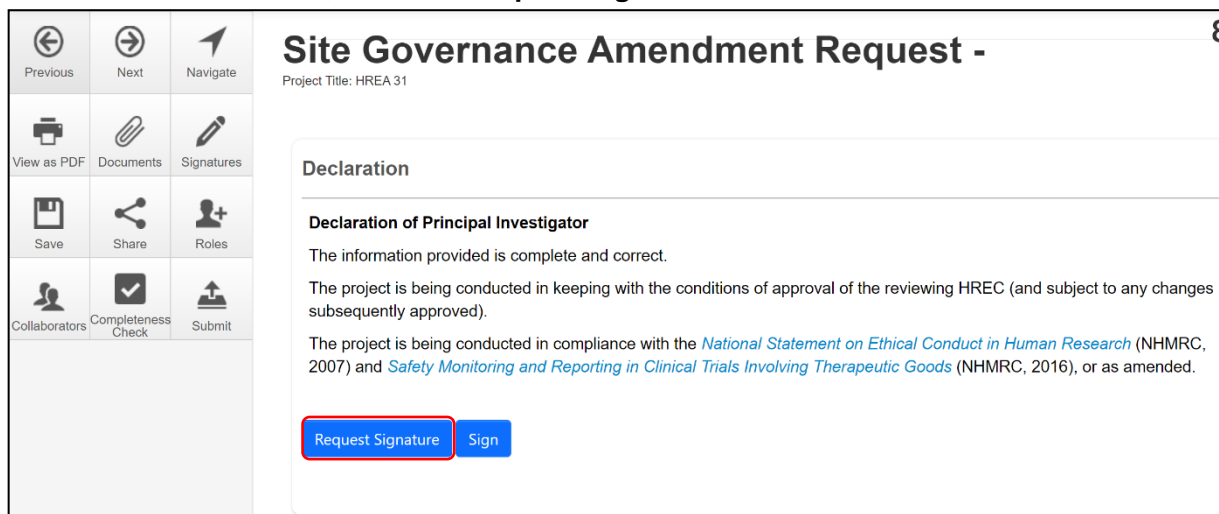 Previous
Next
Navigate
View as PDF
Documents
Signatures
Save
Share
Roles
Collaborators
Completeness
Check
Submit
Site Governance Amendment Request -
Project Title: HREA 31
Declaration
Declaration of Principal Investigator
The information provided is complete and correct.
The project is being conducted in keeping with the conditions of approval of the reviewing HREC (and subject to any changes
subsequently approved).
The project is being conducted in compliance with the National Statement on Ethical Conduct in Human Research (NHMRC,
2007) and Safety Monitoring and Reporting in Clinical Trials Involving Therapeutic Goods (NHMRC, 2016), or as amended.
Request Signature
Sign